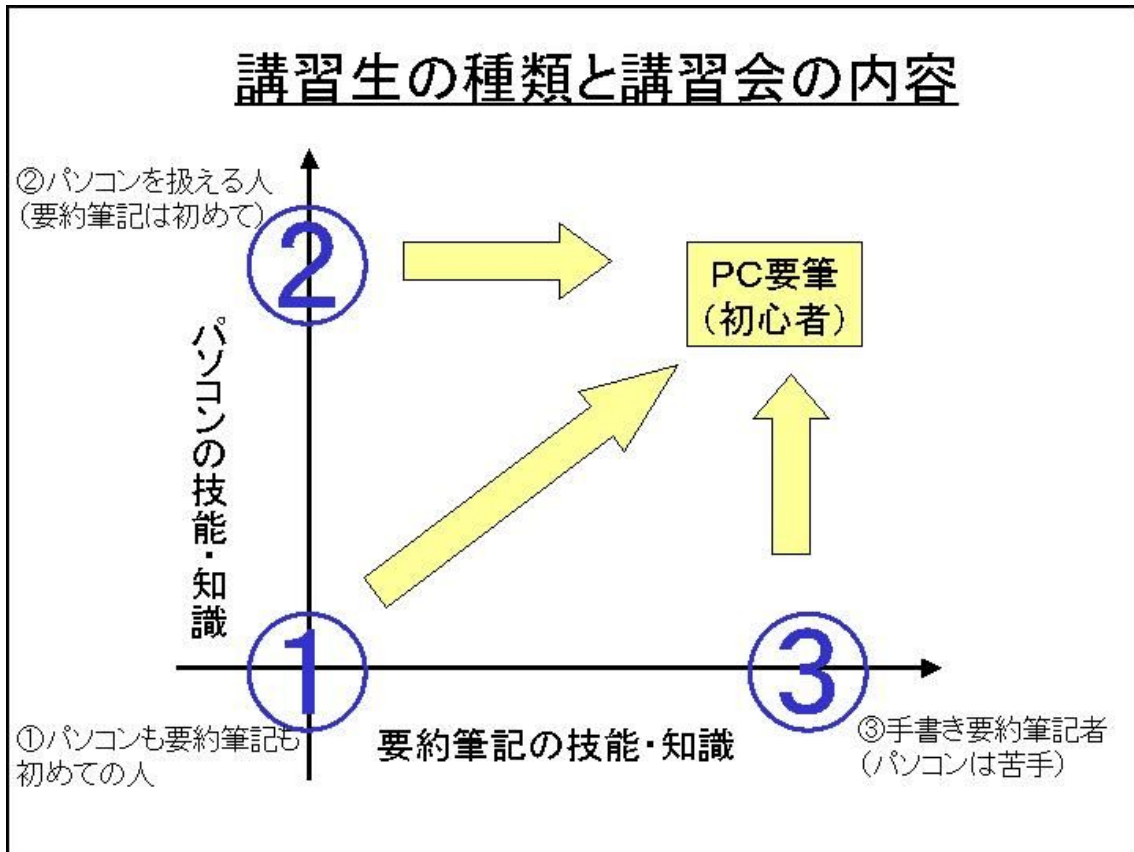 講習生の種類と講習会の内容
②パソコンを扱える人
(要約筆記は初めて)
②
PC要筆
(初心者)
パソコンの技能・知識
①
③
①パソコンも要約筆記も
初めての人
要約筆記の技能・知識
③手書き要約筆記者
(パソコンは苦手)